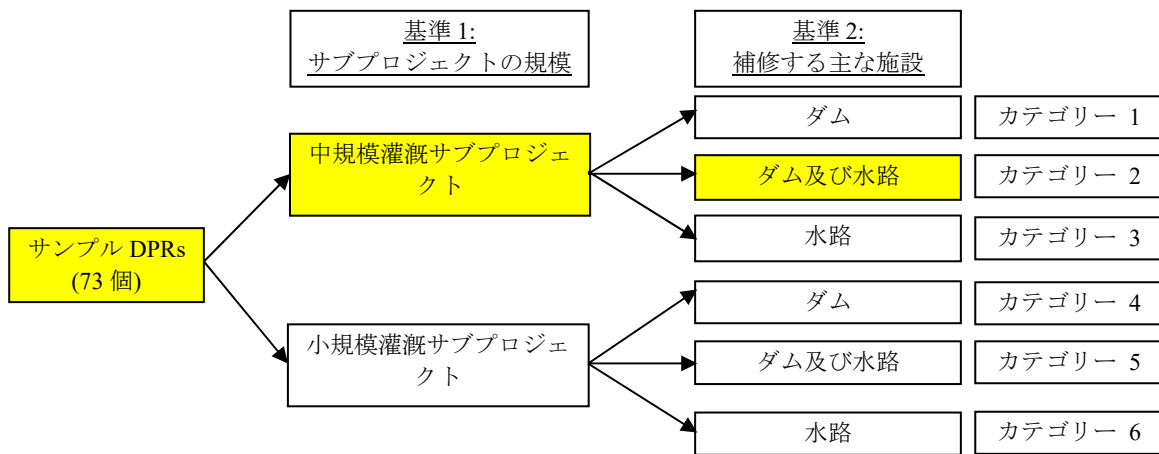 基準 1:
サブプロジェクトの規模
基準 2:
補修する主な施設
ダム
カテゴリー 1
中規模灌漑サブプロジェ
クト
ダム及び水路
カテゴリー 2
水路
カテゴリー 3
サンプル DPRs
(73 個)
ダム
カテゴリー 4
小規模灌漑サブプロジェ
クト
ダム及び水路
カテゴリー 5
水路
カテゴリー 6